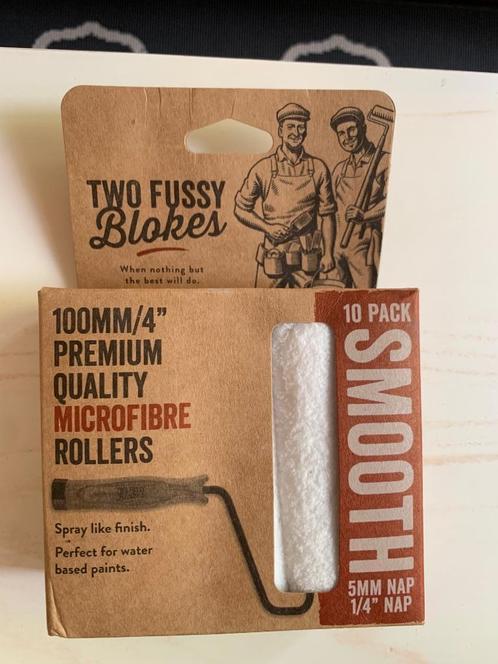 TWO FUSSY
Blokes
When nothing but
the best will do.
100MM/4”
PREMIUM
QUALITY
MICROFIBRE
ROLLERS
Spray like finish.
Perfect for water
based paints.
10 PACK
SMOOTH
5MM NAP
1/4” NAP